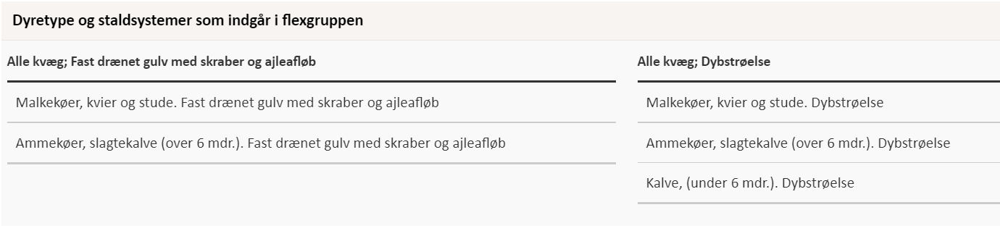 Dyretype og staldsystemer som indgår i flexgruppen
Alle kvæg; Fast drænet gulv med skraber og ajleafløb
Malkekøer, kvier og stude. Fast drænet gulv med skraber og ajleafløb
Ammekøer, slagtekalve (over 6 mdr.). Fast drænet gulv med skraber og ajleafløb
Alle kvæg; Dybstrøelse
Malkekøer, kvier og stude. Dybstrøelse
Ammekøer, slagtekalve (over 6 mdr.). Dybstrøelse
Kalve, (under 6 mdr.). Dybstrøelse